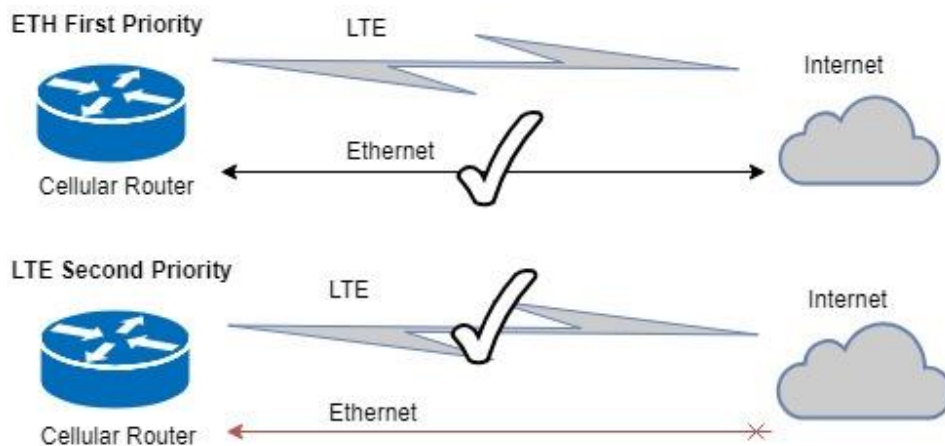 ETH First Priority
LTE
Internet
Ethernet
Cellular Router
LTE Second Priority
LTE
Internet
Ethernet
Cellular Router